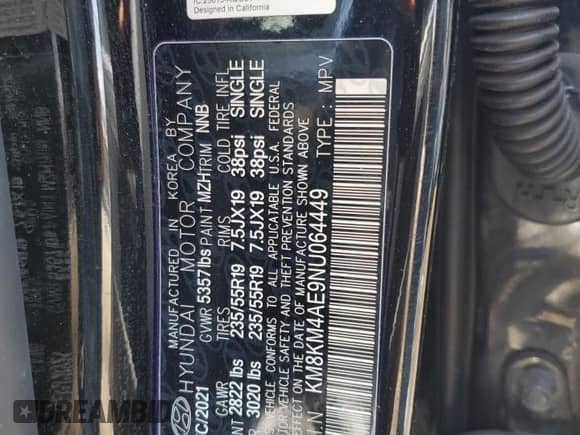 Designed in California
MANUFACTURED IN KOREA BY
HYUNDAI MOTOR COMPANY
C/2021 GVWR 5357lbs PAINT MZH TRIM NNB
GAWR TIRES RIMS COLD TIRE INFL
NT 2822 lbs 235/55R19 7.5JX19 38psi SINGLE
R 3020 lbs 235/55R19 7.5JX19 38psi SINGLE
VEHICLE CONFORMS TO ALL APPLICATABLE U.S.A. FEDERAL
TOR VEHICLE SAFETY AND THEFT PREVENTION STANDARDS
EFFECT ON THE DATE OF MANUFACTURE SHOWN ABOVE
I.N KM8KM4AE9NU064449 TYPE : MPV
DREAMBID